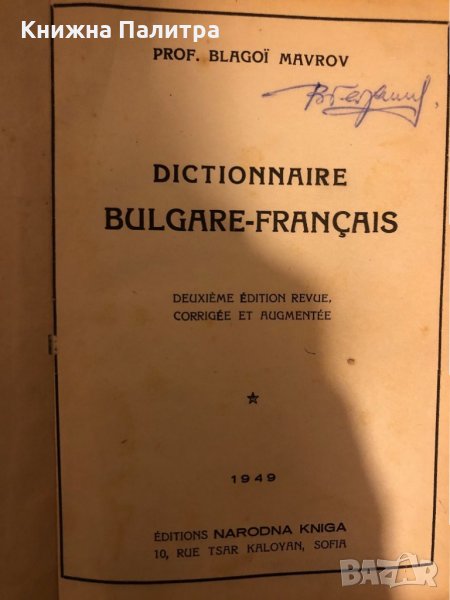 Книжна Палитра
PROF. BLAGOÏ MAVROV
DICTIONNAIRE
BULGARE-FRANÇAIS
DEUXIÈME ÉDITION REVUE,
CORRIGÉE ET AUGMENTÉE
1949
ÉDITIONS NARODNA KNIGA
10, RUE TSAR KALOYAN, SOFIA
BAZAR